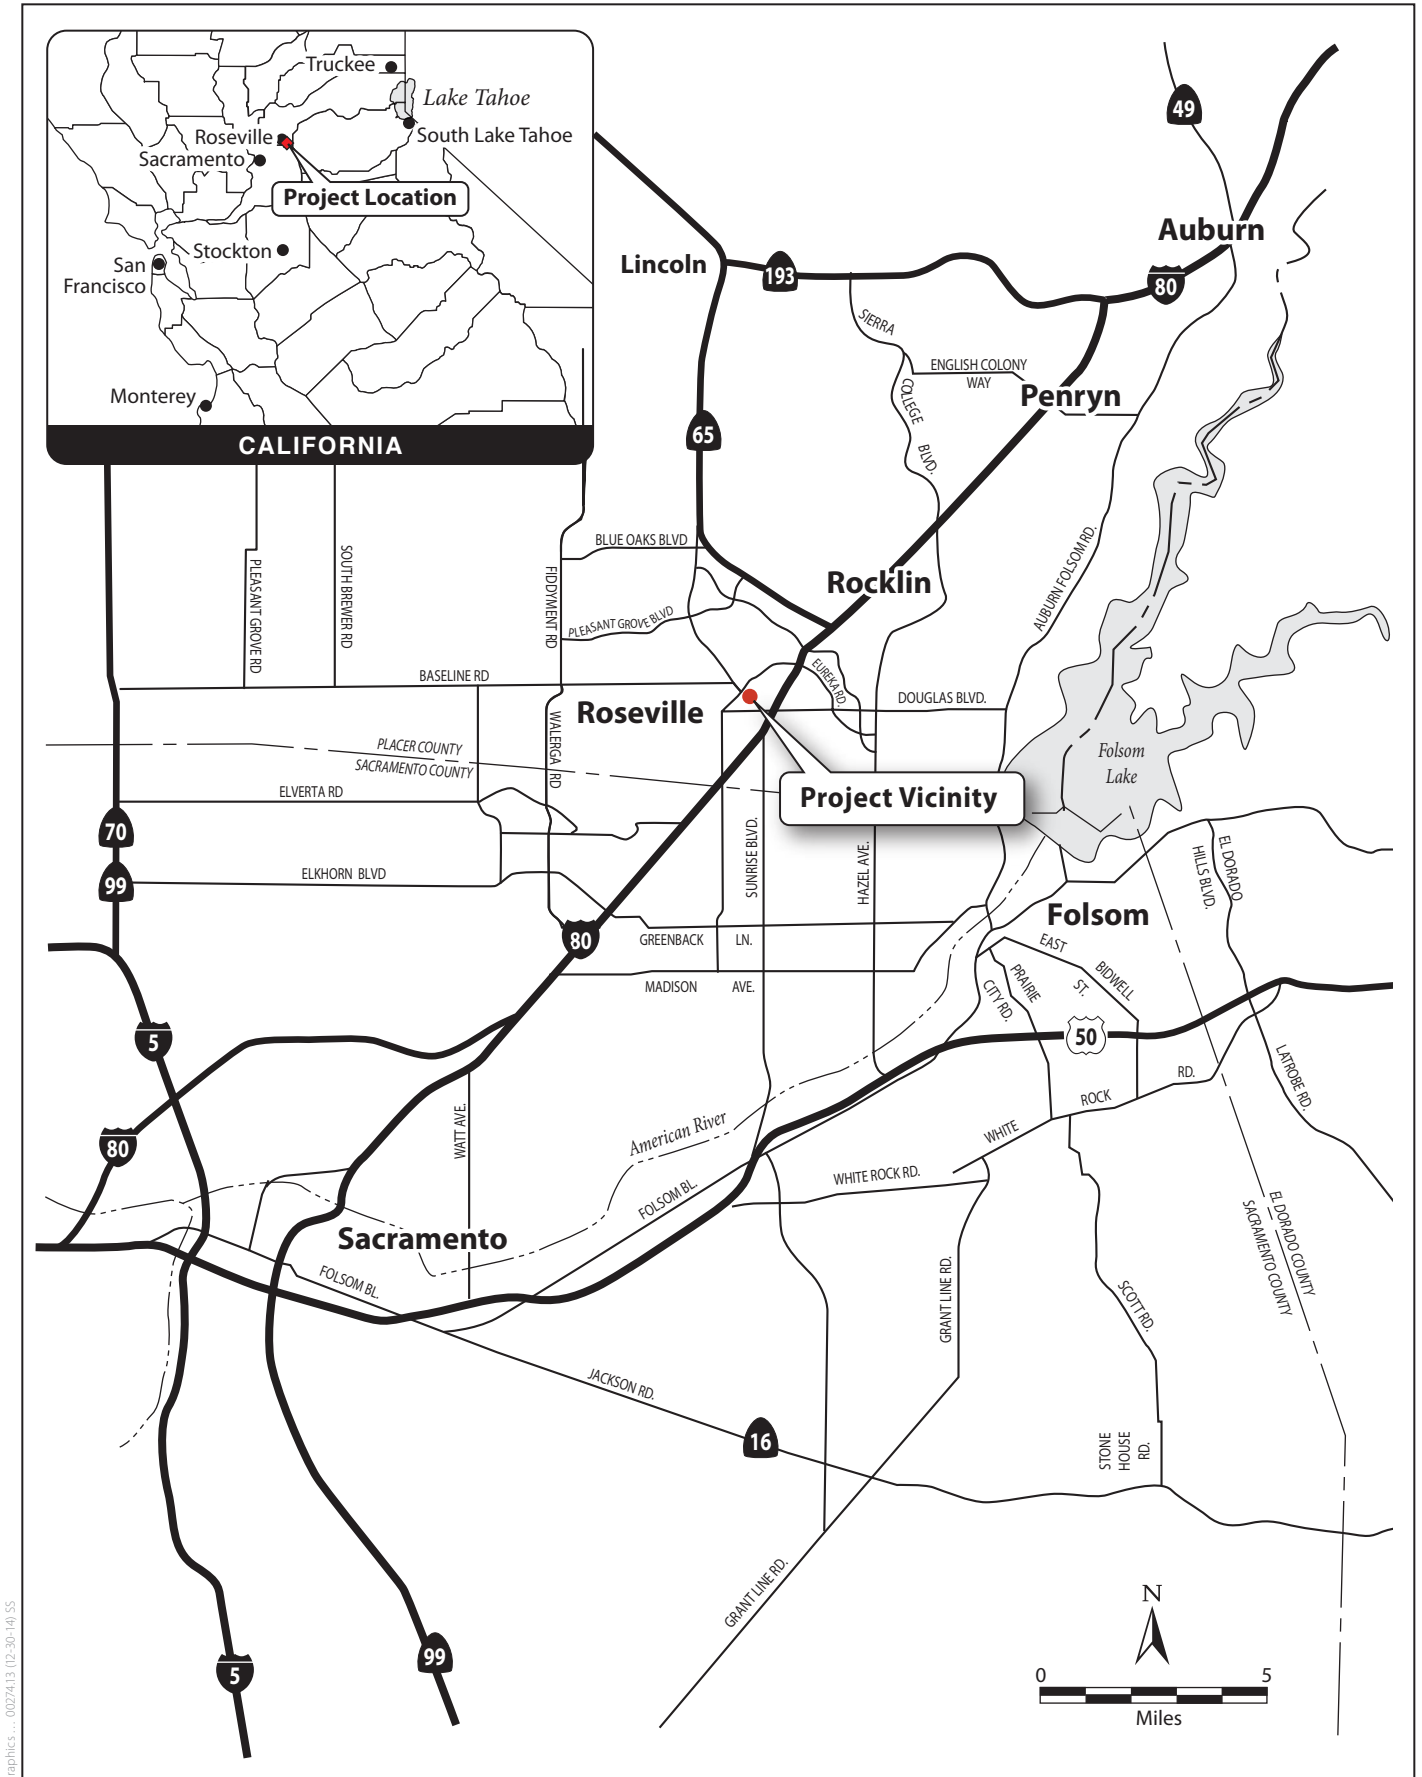 Truckee
Lake Tahoe
Roseville
South Lake Tahoe
Sacramento
Project Location
Stockton
San
Francisco
Monterey
CALIFORNIA
49
Auburn
Lincoln
193
80
SIERRA
COLLEGE
BLVD.
ENGLISH COLONY
WAY
Penryn
65
BLUE OAKS BLVD
PLEASANT GROVE RD
SOUTH BREWER RD
FIDDYMENT RD
PLEASANT GROVE BLVD
Rocklin
AUBURN FOLSOM RD.
BASELINE RD
EUREKA RD.
DOUGLAS BLVD.
Roseville
WALERGA RD
PLACER COUNTY
SACRAMENTO COUNTY
Folsom
Lake
Project Vicinity
ELVERTA RD
70
99
ELKHORN BLVD
SUNRISE BLVD.
HAZEL AVE.
EL DORADO
HILLS BLVD.
80
GREENBACK LN.
Folsom
MADISON AVE.
EAST BIDWELL ST.
PRAIRIE
CITY RD.
50
5
LATROBE RD.
80
WATT AVE.
American River
WHITE ROCK RD.
WHITE ROCK RD.
FOLSOM BL.
Sacramento
FOLSOM BL.
EL DORADO COUNTY
SACRAMENTO COUNTY
GRANT LINE RD.
SCOTT RD.
JACKSON RD.
16
STONE
HOUSE
RD.
GRANT LINE RD.
99
5
N
0 5
Miles
raphics ... 00274.13 (12-30-14) SS